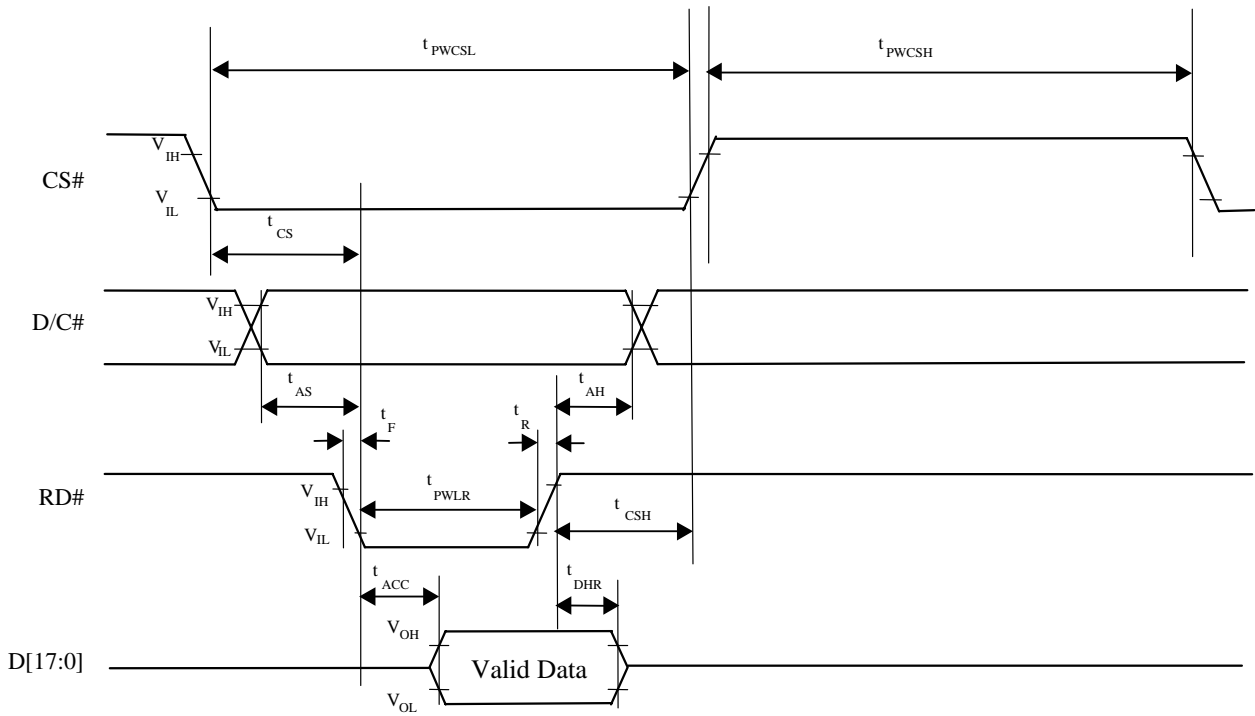 t PWCSL
t PWCSH
V IH
CS#
V IL
t CS
V IH
D/C#
V IL
t AS
t AH
t F
t R
t PWLR
V IH
RD#
t CSH
V IL
t ACC
t DHR
V OH
D[17:0]
Valid Data
V OL